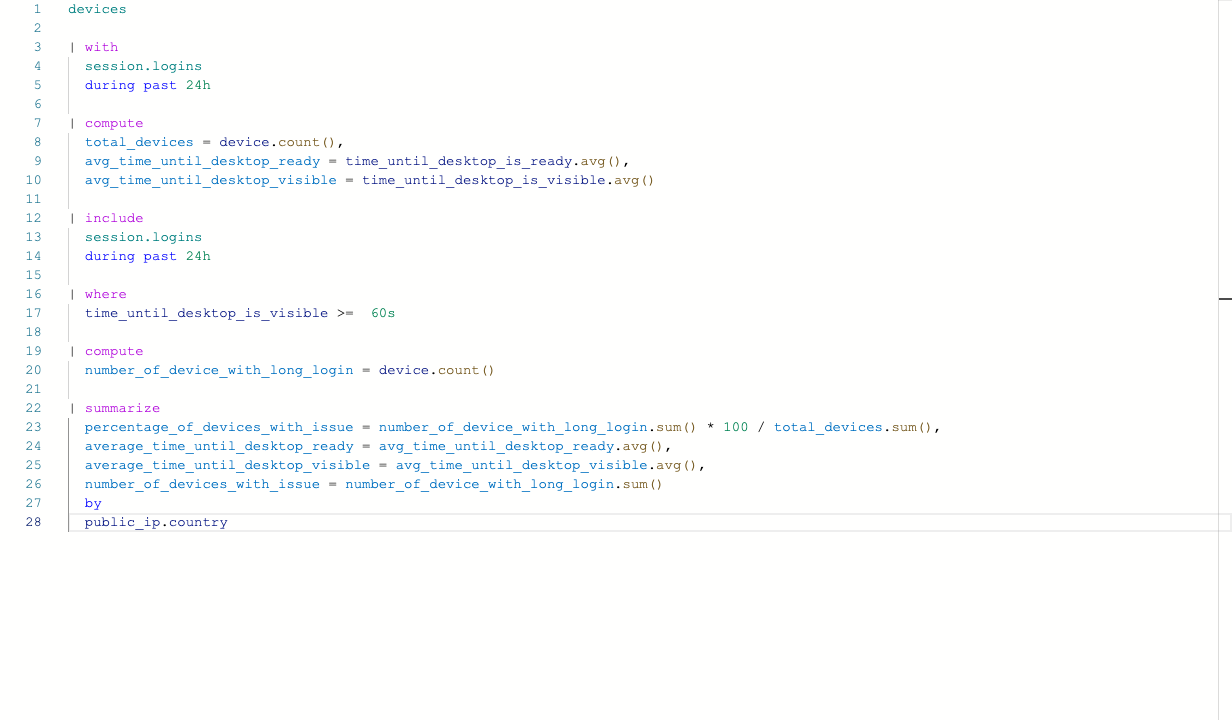 1 devices
2
3 | with
4 session.logins
5 during past 24h
6
7 | compute
8 total_devices = device.count(),
9 avg_time_until_desktop_ready = time_until_desktop_is_ready.avg(),
10 avg_time_until_desktop_visible = time_until_desktop_is_visible.avg()
11
12 | include
13 session.logins
14 during past 24h
15
16 | where
17 time_until_desktop_is_visible >=  60s
18
19 | compute
20 number_of_device_with_long_login = device.count()
21
22 | summarize
23 percentage_of_devices_with_issue = number_of_device_with_long_login.sum() * 100 / total_devices.sum(),
24 average_time_until_desktop_ready = avg_time_until_desktop_ready.avg(),
25 average_time_until_desktop_visible = avg_time_until_desktop_visible.avg(),
26 number_of_devices_with_issue = number_of_device_with_long_login.sum()
27 by
28 public_ip.country